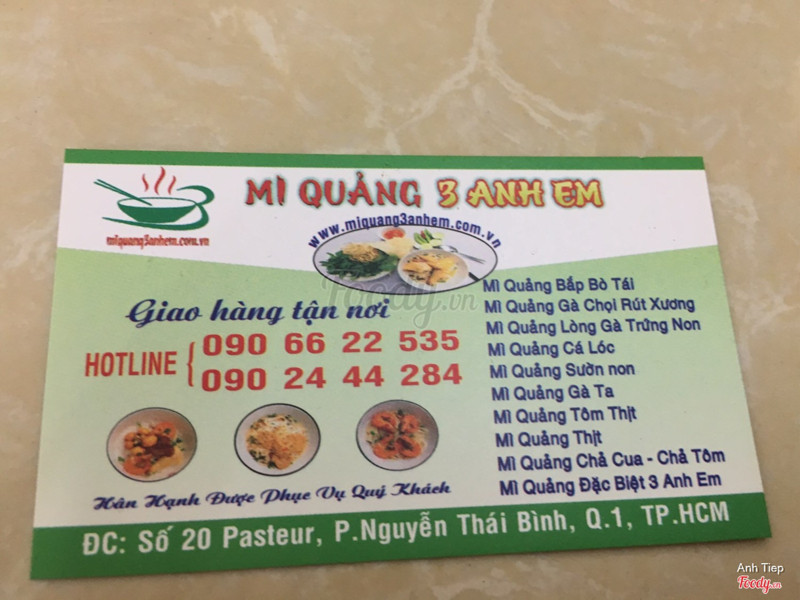 MÌ QUẢNG 3 ANH EM
miquang3anhem.com.vn
www.miquang3anhem.com.vn
Giao hàng tận nơi
HOTLINE
090 66 22 535
090 24 44 284
Mì Quảng Bắp Bò Tái
Mì Quảng Gà Chọi Rút Xương
Mì Quảng Lòng Gà Trứng Non
Mì Quảng Cá Lóc
Mì Quảng Sườn non
Mì Quảng Gà Ta
Mì Quảng Tôm Thịt
Mì Quảng Thịt
Mì Quảng Chả Cua - Chả Tôm
Mì Quảng Đặc Biệt 3 Anh Em
Hân Hạnh Được Phục Vụ Quý Khách
ĐC: Số 20 Pasteur, P.Nguyễn Thái Bình, Q.1, TP.HCM
Foody.vn
Anh Tiep
Foody.vn